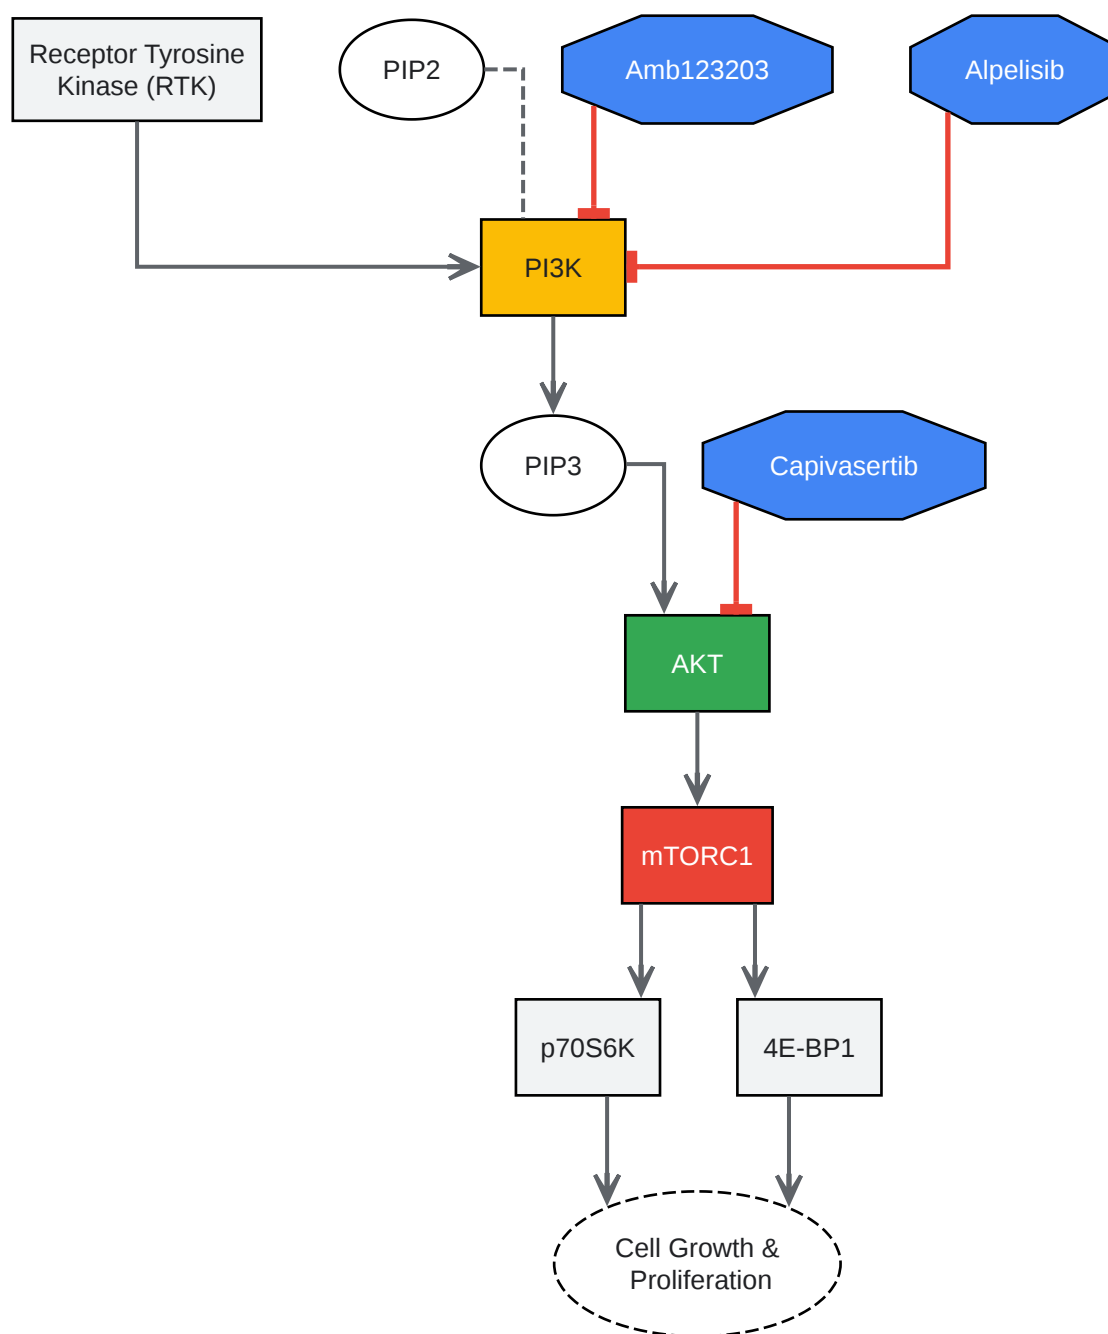 Receptor Tyrosine
Kinase (RTK)
PIP2
Amb123203
Alpelisib
PI3K
PIP3
Capivasertib
AKT
mTORC1
p70S6K
4E-BP1
Cell Growth &
Proliferation